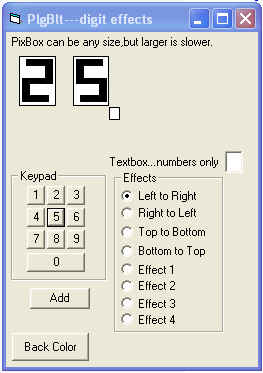 PlgBlt---digit effects
PixBox can be any size,but larger is slower.
2 5
Textbox...numbers only
Keypad
1 2 3
4 5 6
7 8 9
0
Add
Back Color
Effects
Left to Right
Right to Left
Top to Bottom
Bottom to Top
Effect 1
Effect 2
Effect 3
Effect 4